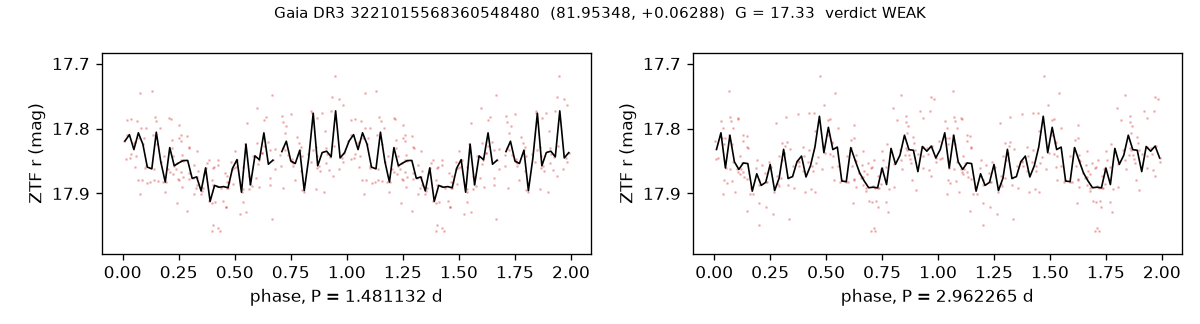 Gaia DR3 3221015568360548480  (81.95348, +0.06288)  G = 17.33  verdict WEAK
ZTF r (mag)
17.7
17.8
17.9
0.00 0.25 0.50 0.75 1.00 1.25 1.50 1.75 2.00
phase, P = 1.481132 d
ZTF r (mag)
17.7
17.8
17.9
0.00 0.25 0.50 0.75 1.00 1.25 1.50 1.75 2.00
phase, P = 2.962265 d